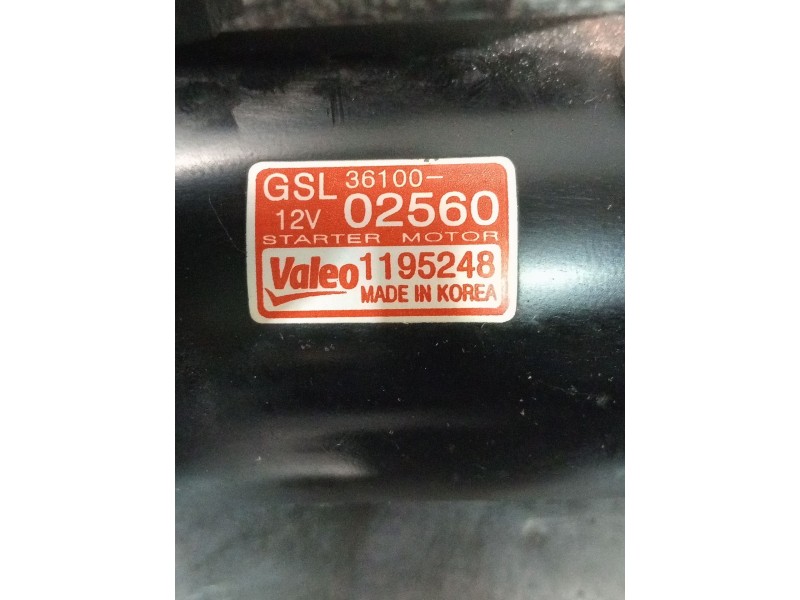 GSL 36100-
12V 02560
STARTER MOTOR
Valeo 1195248
MADE IN KOREA